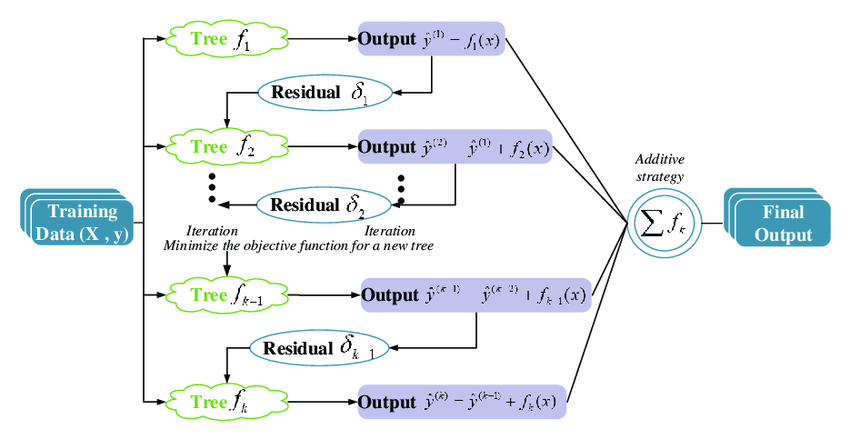 Tree f₁
Output ŷ⁽¹⁾ − f₁(x)
Residual δ₁
Tree f₂
Output ŷ⁽²⁾ ŷ⁽¹⁾ + f₂(x)
Additive
strategy
Residual δ₂
Training
Data (X , y)
∑ fₖ
Final
Output
Iteration
Iteration
Minimize the objective function for a new tree
Tree fₖ₋₁
Output ŷ⁽ᵏ⁻¹⁾ ŷ⁽ᵏ⁻²⁾ + fₖ₋₁(x)
Residual δₖ₋₁
Tree fₖ
Output ŷ⁽ᵏ⁾ − ŷ⁽ᵏ⁻¹⁾ + fₖ(x)